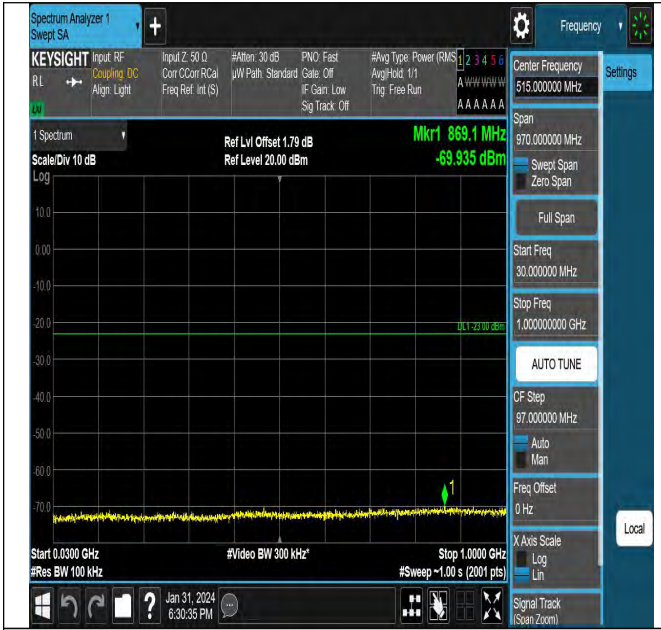 Spectrum Analyzer 1
Swept SA
+
Frequency
KEYSIGHT
RL
Input: RF
Coupling: DC
Align: Light
Input Z: 50 Ω
Corr CCorr RCal
Freq Ref: Int (S)
#Atten: 30 dB
µW Path: Standard
PNO: Fast
Gate: Off
IF Gain: Low
Sig Track: Off
#Avg Type: Power (RMS
Avg|Hold: 1/1
Trig: Free Run
1 2 3 4 5 6
A W W W W W
A A A A A A
LXI
1 Spectrum
Scale/Div 10 dB
Log
Ref Lvl Offset 1.79 dB
Ref Level 20.00 dBm
Mkr1 869.1 MHz
-69.935 dBm
10.0
0.00
-10.0
-20.0
-30.0
-40.0
-50.0
-60.0
-70.0
DL1 -23.00 dBm
1
Start 0.0300 GHz
#Res BW 100 kHz
#Video BW 300 kHz*
Stop 1.0000 GHz
#Sweep ~1.00 s (2001 pts)
Center Frequency
515.000000 MHz
Settings
Span
970.000000 MHz
Swept Span
Zero Span
Full Span
Start Freq
30.000000 MHz
Stop Freq
1.000000000 GHz
AUTO TUNE
CF Step
97.000000 MHz
Auto
Man
Freq Offset
0 Hz
X Axis Scale
Log
Lin
Signal Track
(Span Zoom)
Local
?
Jan 31, 2024
6:30:35 PM